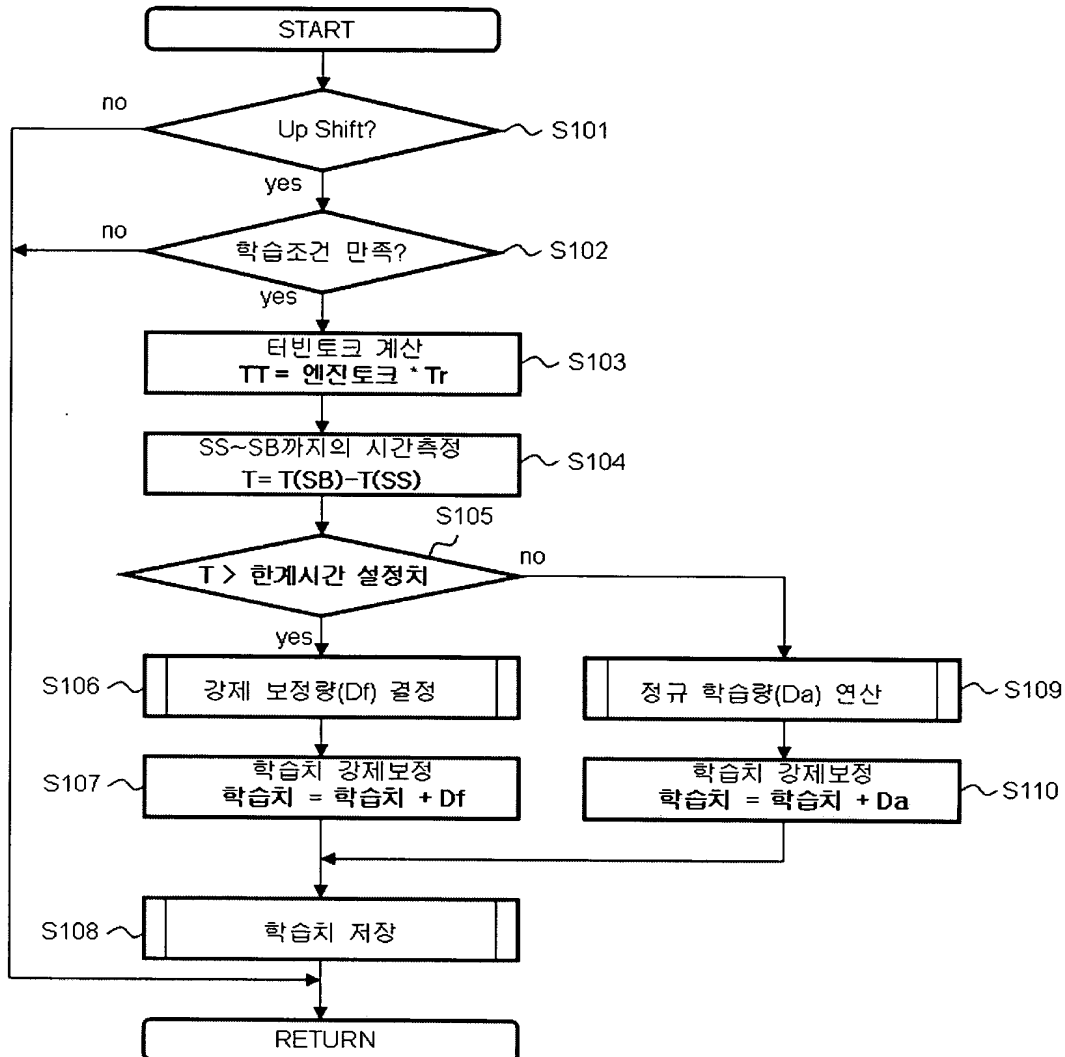 START
no
Up Shift?
S101
yes
no
학습조건 만족?
S102
yes
터빈토크 계산
TT = 엔진토크 * Tr
S103
SS~SB까지의 시간측정
T= T(SB)-T(SS)
S104
S105
T > 한계시간 설정치
no
yes
S106
강제 보정량(Df) 결정
정규 학습량(Da) 연산
S109
S107
학습치 강제보정
학습치 = 학습치 + Df
학습치 강제보정
학습치 = 학습치 + Da
S110
S108
학습치 저장
RETURN